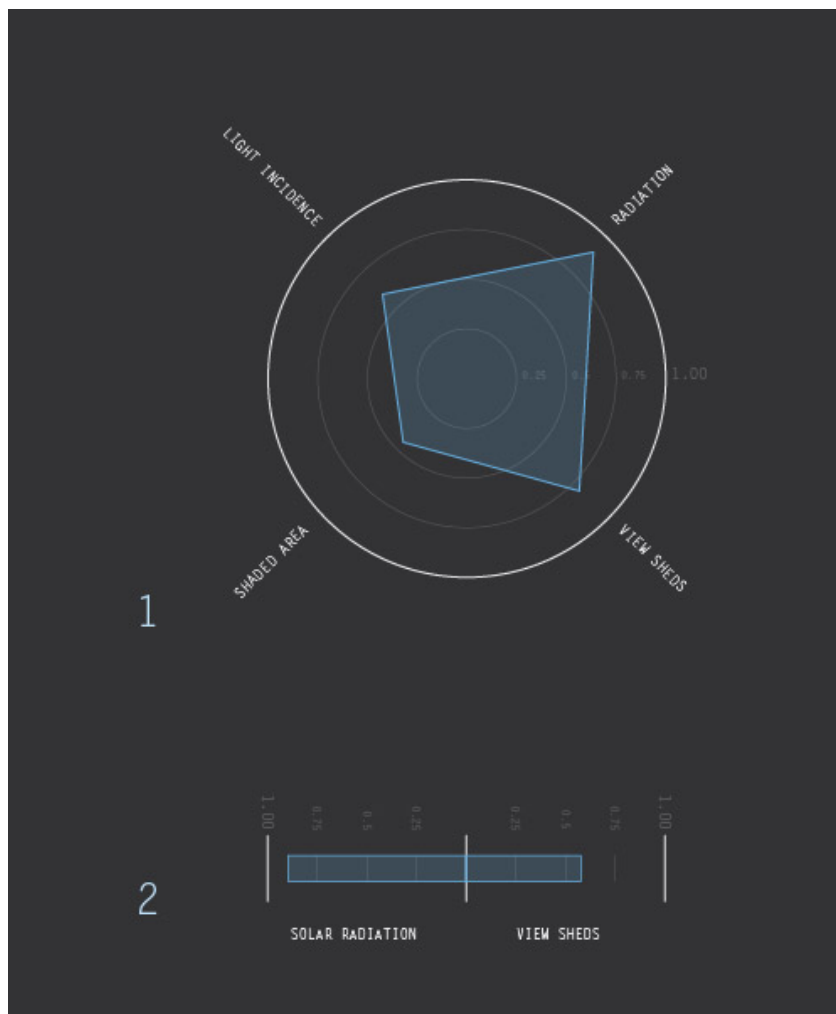 LIGHT INCIDENCE
RADIATION
0.25
0.5
0.75
1.00
SHADED AREA
VIEW SHEDS
1
1.00
0.75
0.5
0.25
0.25
0.5
0.75
1.00
2
SOLAR RADIATION
VIEW SHEDS